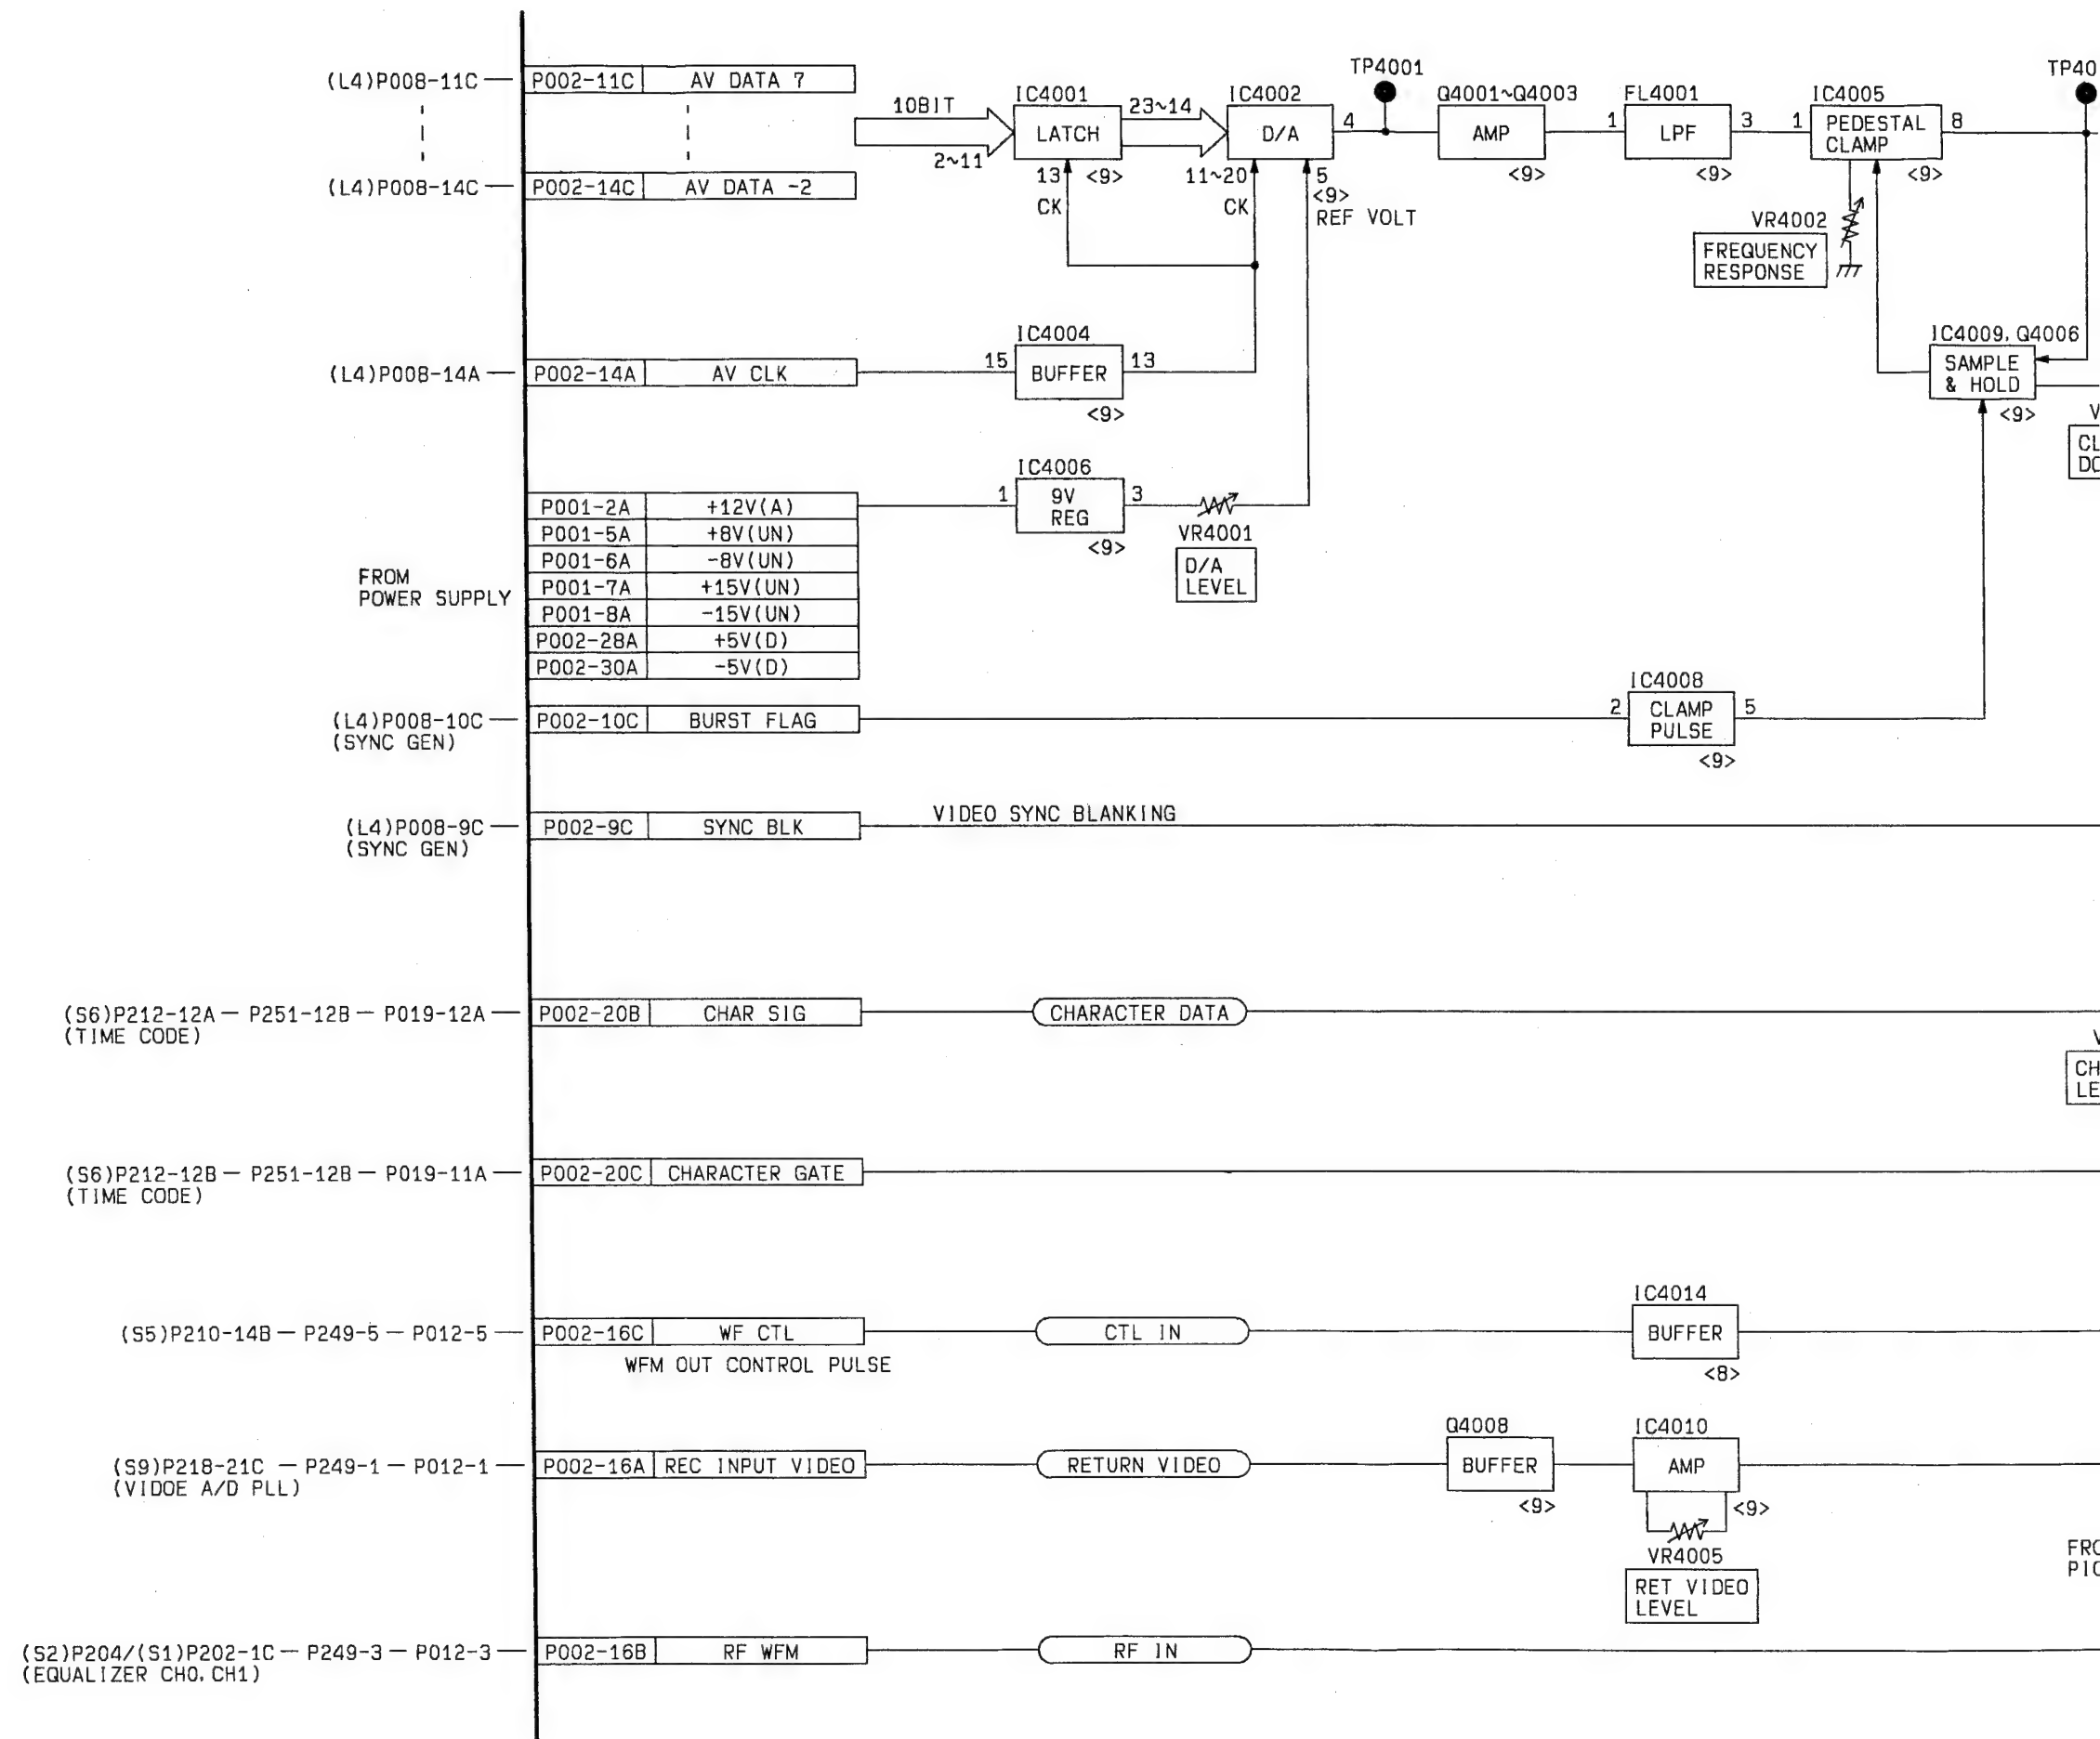 TP4001
TP40
(L4)P008-11C
P002-11C
AV DATA 7
10BIT
IC4001
23~14
IC4002
Q4001~Q4003
FL4001
IC4005
LATCH
D/A
4
AMP
1
LPF
3
1
PEDESTAL
CLAMP
8
2~11
(L4)P008-14C
P002-14C
AV DATA -2
13
<9>
CK
11~20
CK
5
<9>
REF VOLT
<9>
<9>
<9>
VR4002
FREQUENCY
RESPONSE
IC4004
IC4009, Q4006
(L4)P008-14A
P002-14A
AV CLK
15
BUFFER
13
<9>
SAMPLE
& HOLD
<9>
V
CL
DC
IC4006
P001-2A
+12V(A)
1
9V
REG
3
<9>
VR4001
D/A
LEVEL
P001-5A
+8V(UN)
P001-6A
-8V(UN)
FROM
POWER SUPPLY
P001-7A
+15V(UN)
P001-8A
-15V(UN)
P002-28A
+5V(D)
P002-30A
-5V(D)
IC4008
(L4)P008-10C
(SYNC GEN)
P002-10C
BURST FLAG
2
CLAMP
PULSE
5
<9>
(L4)P008-9C
(SYNC GEN)
P002-9C
SYNC BLK
VIDEO SYNC BLANKING
(S6)P212-12A — P251-12B — P019-12A
(TIME CODE)
P002-20B
CHAR SIG
CHARACTER DATA
V
CH
LE
(S6)P212-12B — P251-12B — P019-11A
(TIME CODE)
P002-20C
CHARACTER GATE
IC4014
(S5)P210-14B — P249-5 — P012-5
P002-16C
WF CTL
CTL IN
BUFFER
<8>
WFM OUT CONTROL PULSE
Q4008
IC4010
(S9)P218-21C — P249-1 — P012-1
(VIDOE A/D PLL)
P002-16A
REC INPUT VIDEO
RETURN VIDEO
BUFFER
<9>
AMP
<9>
VR4005
RET VIDEO
LEVEL
FRO
PIC
(S2)P204/(S1)P202-1C — P249-3 — P012-3
(EQUALIZER CH0, CH1)
P002-16B
RF WFM
RF IN